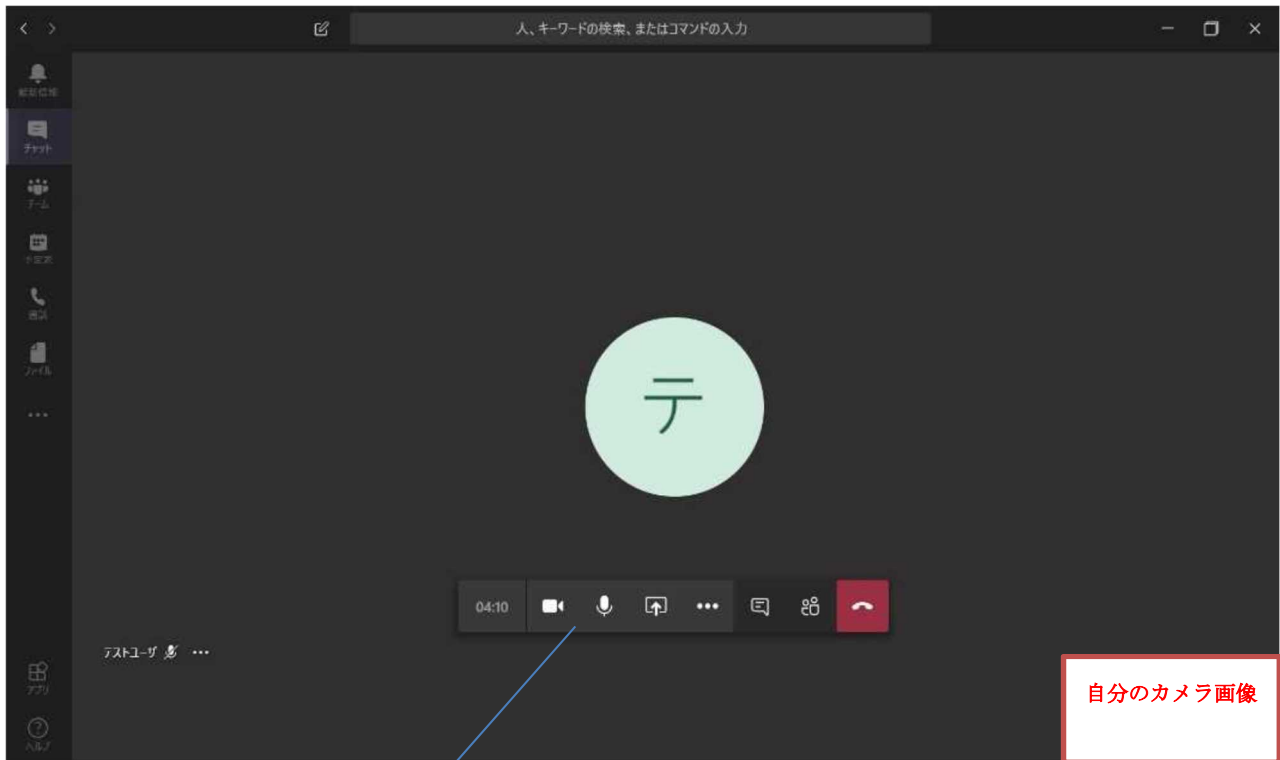 人、キーワードの検索、またはコマンドの入力
チャット
チーム
ファイル
テ
04:10
テストユーザ
自分のカメラ画像
アプリ
ヘルプ